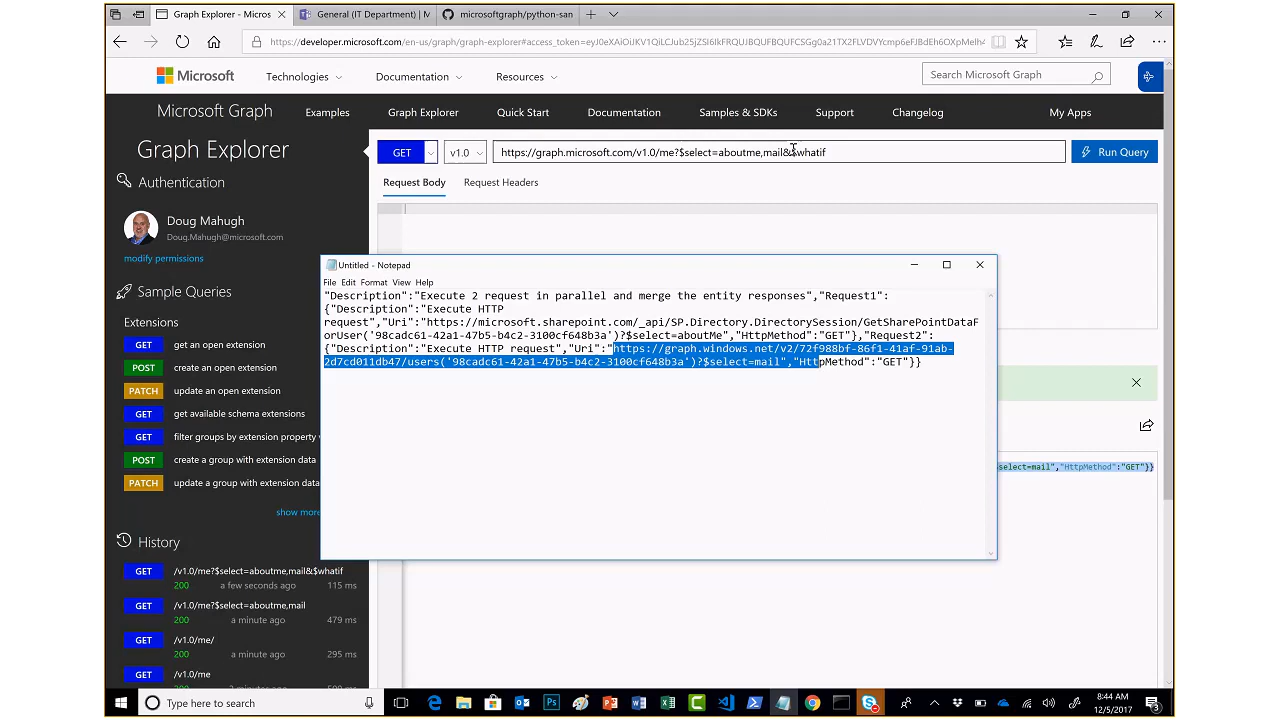 Graph Explorer - Micros
General (IT Department) | M
microsoftgraph/python-san
https://developer.microsoft.com/en-us/graph/graph-explorer#access_token=
Microsoft
Technologies
Documentation
Resources
Search Microsoft Graph
Microsoft Graph
Examples
Graph Explorer
Quick Start
Documentation
Samples & SDKs
Support
Changelog
My Apps
Graph Explorer
GET
v1.0
https://graph.microsoft.com/v1.0/me?$select=aboutme,mail&$whatif
Run Query
Authentication
Request Body
Request Headers
Doug Mahugh
Doug.Mahugh@microsoft.com
modify permissions
Sample Queries
Extensions
GET get an open extension
POST create an open extension
PATCH update an open extension
GET get available schema extensions
GET filter groups by extension property
POST create a group with extension data
PATCH update a group with extension data
show more
Untitled - Notepad
File Edit Format View Help
"Description":"Execute 2 request in parallel and merge the entity responses","Request1":
{"Description":"Execute HTTP
request","Uri":"https://microsoft.sharepoint.com/_api/SP.Directory.DirectorySession/GetSharePointDataF
orUser('98cadc61-42a1-47b5-b4c2-3100cf648b3a')?$select=aboutMe","HttpMethod":"GET"},"Request2":
{"Description":"Execute HTTP request","Uri":"https://graph.windows.net/v2/72f988bf-86f1-41af-91ab-
2d7cd011db47/users('98cadc61-42a1-47b5-b4c2-3100cf648b3a')?$select=mail","HttpMethod":"GET"}}
select=mail","HttpMethod":"GET"}}
History
GET /v1.0/me?$select=aboutme,mail&$whatif
200 a few seconds ago 115 ms
GET /v1.0/me?$select=aboutme,mail
200 a minute ago 479 ms
GET /v1.0/me/
200 a minute ago 295 ms
GET /v1.0/me
Type here to search
8:44 AM
12/5/2017